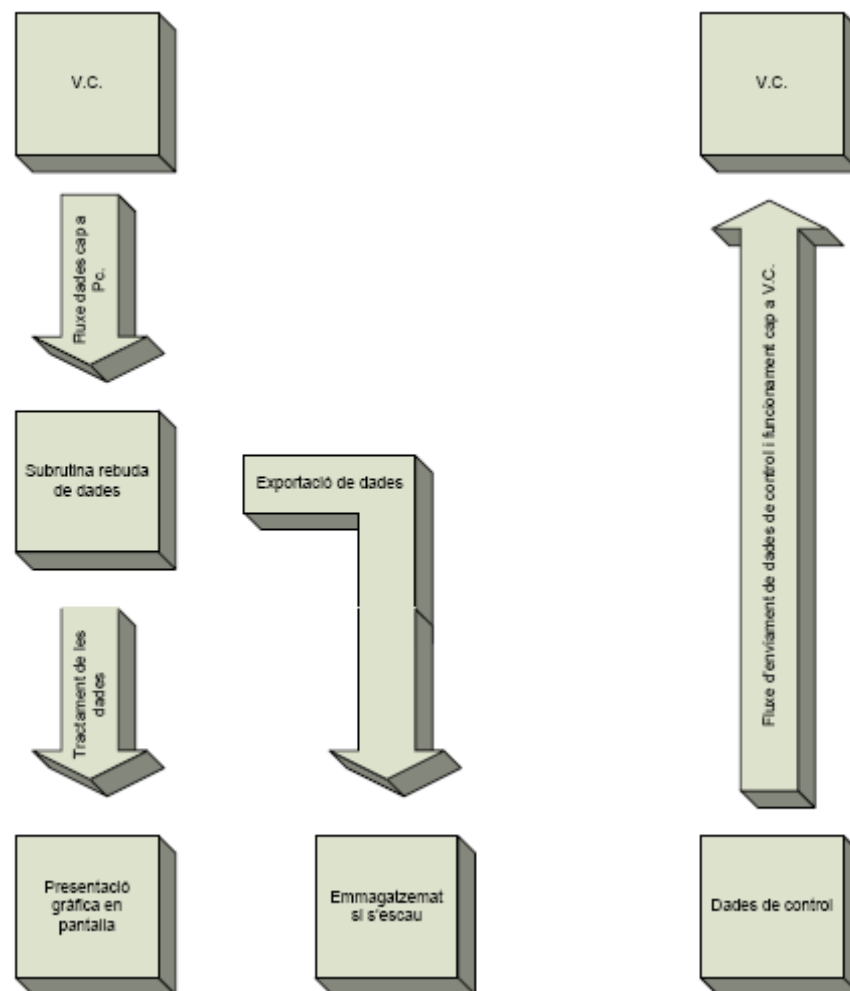 V.C.
V.C.
Fluxe dades cap a
Pc.
Fluxe d'enviament de dades de control i funcionament cap a V.C.
Subrutina rebuda
de dades
Exportació de dades
Tractament de les
dades
Presentació
gràfica en
pantalla
Emmagatzemat
si s'escau
Dades de control